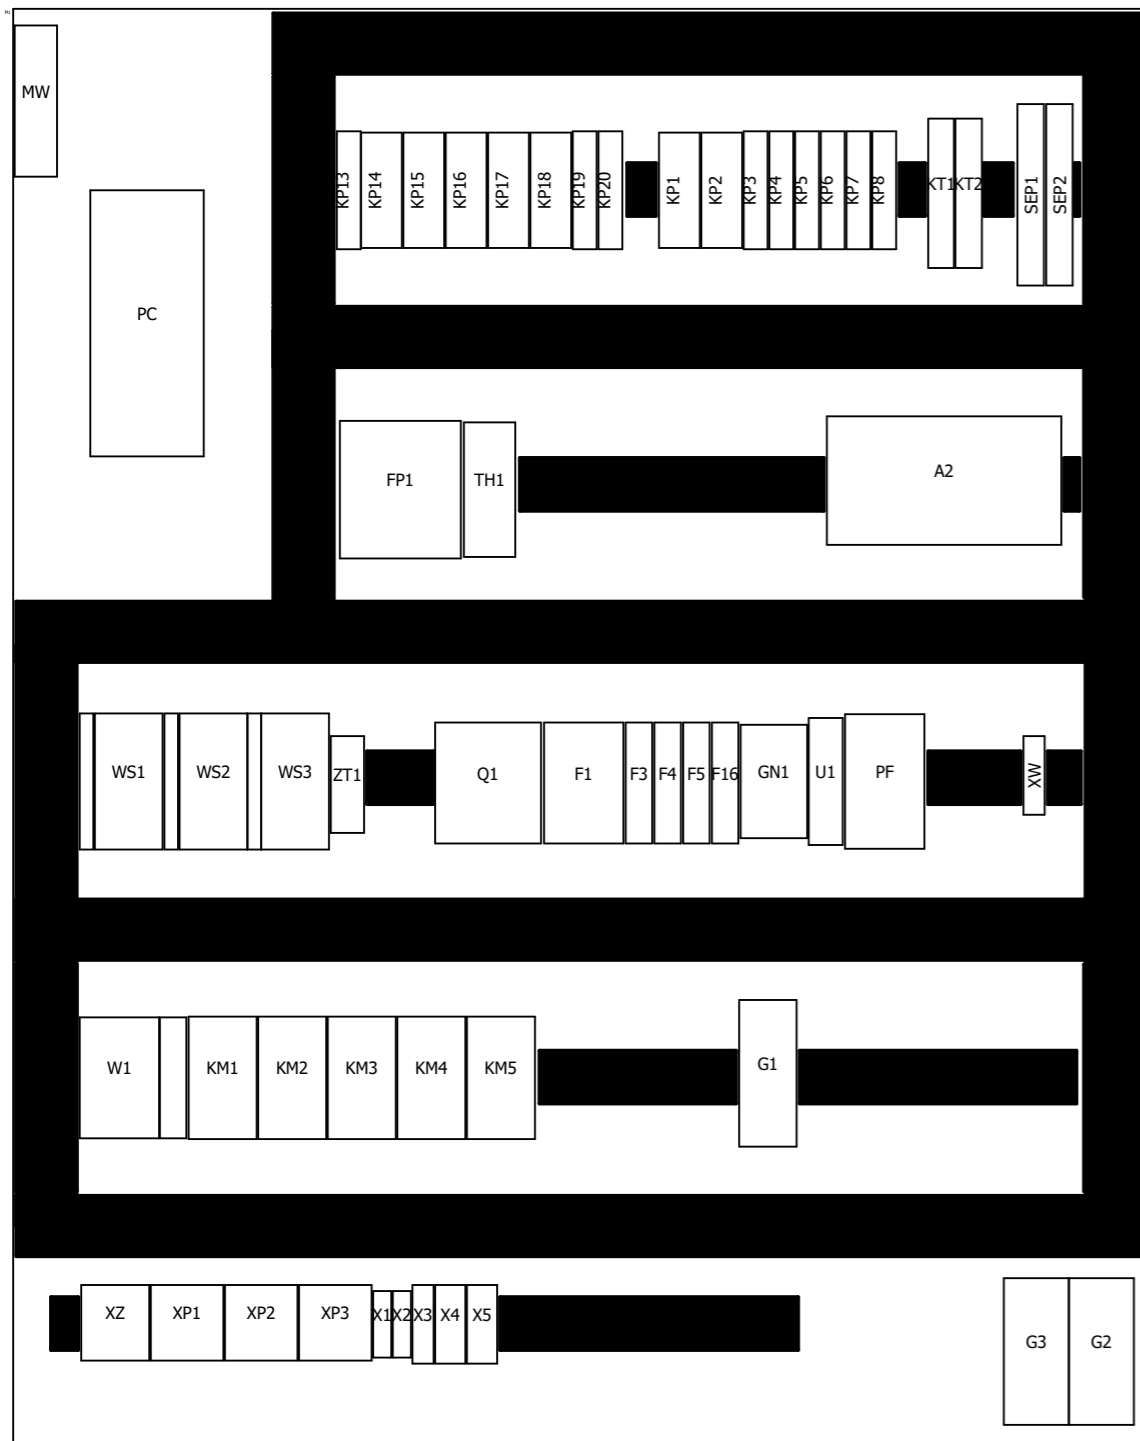 MW
KP13 KP14 KP15 KP16 KP17 KP18 KP19 KP20 KP1 KP2 KP3 KP4 KP5 KP6 KP7 KP8 KT1 KT2 SEP1 SEP2
PC
FP1 TH1 A2
WS1 WS2 WS3 ZT1 Q1 F1 F3 F4 F5 F16 GN1 U1 PF XW
W1 KM1 KM2 KM3 KM4 KM5 G1
XZ XP1 XP2 XP3 X1 X2 X3 X4 X5
G3 G2